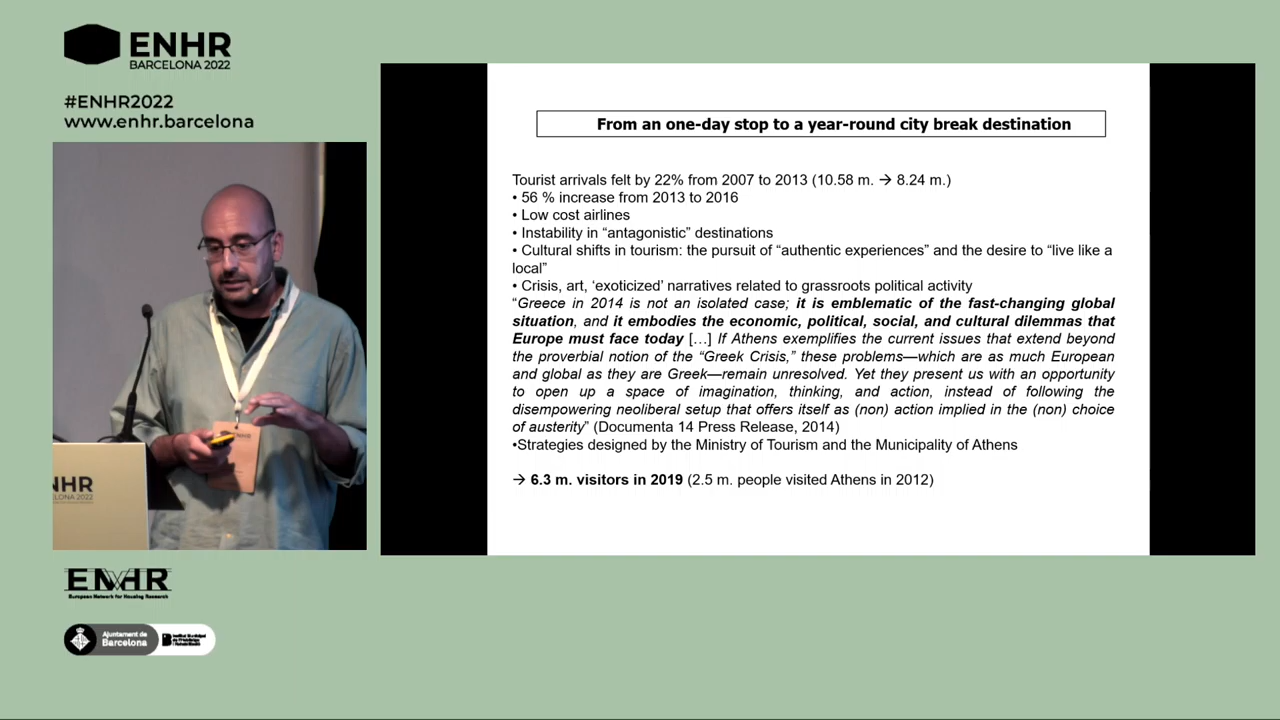 ENHR
BARCELONA 2022
#ENHR2022
www.enhr.barcelona
From an one-day stop to a year-round city break destination
Tourist arrivals felt by 22% from 2007 to 2013 (10.58 m. → 8.24 m.)
• 56 % increase from 2013 to 2016
• Low cost airlines
• Instability in “antagonistic” destinations
• Cultural shifts in tourism: the pursuit of “authentic experiences” and the desire to “live like a
local”
• Crisis, art, ‘exoticized’ narratives related to grassroots political activity
“Greece in 2014 is not an isolated case; it is emblematic of the fast-changing global
situation, and it embodies the economic, political, social, and cultural dilemmas that
Europe must face today […] If Athens exemplifies the current issues that extend beyond
the proverbial notion of the “Greek Crisis,” these problems—which are as much European
and global as they are Greek—remain unresolved. Yet they present us with an opportunity
to open up a space of imagination, thinking, and action, instead of following the
disempowering neoliberal setup that offers itself as (non) action implied in the (non) choice
of austerity” (Documenta 14 Press Release, 2014)
•Strategies designed by the Ministry of Tourism and the Municipality of Athens
→ 6.3 m. visitors in 2019 (2.5 m. people visited Athens in 2012)
NHR
LONA 2022
ENHR
European Network for Housing Research
Ajuntament de
Barcelona